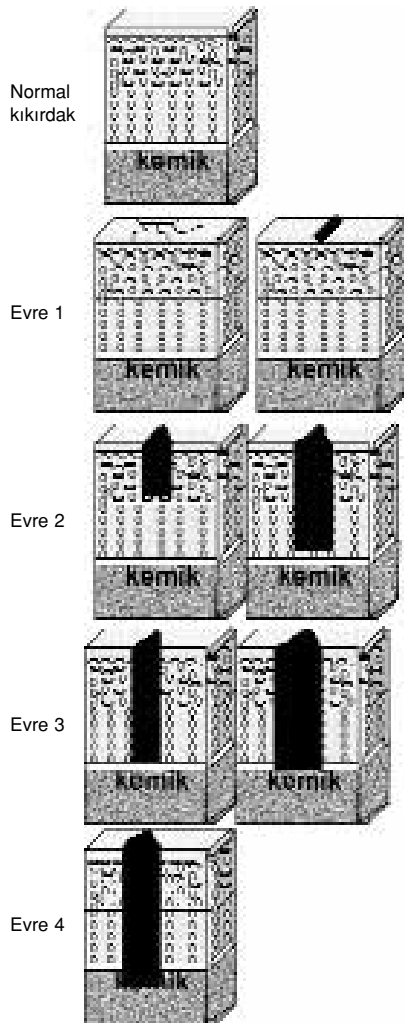 Normal
kıkırdak
kemik
Evre 1
kemik
kemik
Evre 2
kemik
kemik
Evre 3
kemik
kemik
Evre 4
kemik